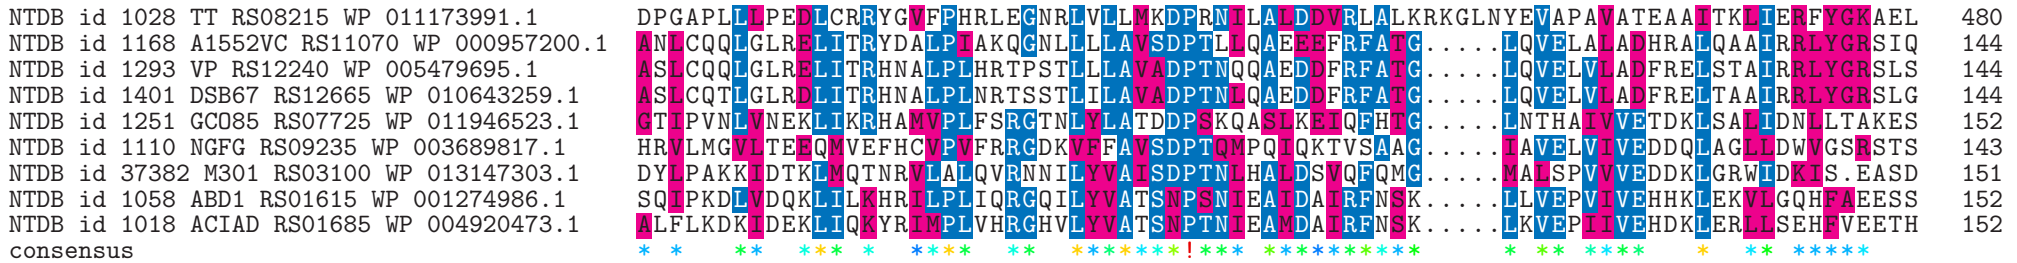 NTDB id 1028 TT RS08215 WP 011173991.1 DPGAPLLLPEDLCRRYGVFPHRLEGNRLVLLMKDPRNILALDDVRLALKRKGLNYEVAPAVATEAAITKLIERFYGKAEL 480
NTDB id 1168 A1552VC RS11070 WP 000957200.1 ANLCQQLGLRELITRYDALPIAKQGNLLLLAVSDPTLLQAEEEFRFATG.....LQVELALADHRALQAAIRRLYGRSIQ 144
NTDB id 1293 VP RS12240 WP 005479695.1 ASLCQQLGLRELITRHNALPLHRTPSTLLLAVADPTNQQAEDDFRFATG.....LQVELVLADFRELSTAIRRLYGRSLS 144
NTDB id 1401 DSB67 RS12665 WP 010643259.1 ASLCQTLGLRDLITRHNALPLNRTSSTLILAVADPTNLQAEDDFRFATG.....LQVELVLADFRELTAAIRRLYGRSLG 144
NTDB id 1251 GCD85 RS07725 WP 011946523.1 GTIPVNLVNEKLIKRHAMVPLFSRGTNLYLATDDPSKQASLKEIQFHTG.....LNTHAIVVETDKLSALIDNLLTAKES 152
NTDB id 1110 NGFG RS09235 WP 003689817.1 HRVLMGVLTEEQMVEFHCVPVFRRGDKVFFAVSDPTQMPQIQKTVSAAG.....IAVELVIVEDDQLAGLLDWVGSRSTS 143
NTDB id 37382 M301 RS03100 WP 013147303.1 DYLPAKKIDTKLMQTNRVLALQVRNNILYVAISDPTNLHALDSVQFQMG.....MALSPVVVEDDKLGRWIDKIS.EASD 151
NTDB id 1058 ABD1 RS01615 WP 001274986.1 SQIPKDLVDQKLILKHRILPLIQRGQILYVATSNPSNIEAIDAIRFNSK.....LLVEPIIVEHHKLEKVLGQHFAEESS 152
NTDB id 1018 ACIAD RS01685 WP 004920473.1 ALFLKDKIDEKLIQKYRIMPLVHRGHVLYVATSNPTNIEAMDAIRFNSK.....LKVEPIIVEHDKLERLLSEHFVEETH 152
consensus * * ** *** * **** ** *******!*** ********** * ** **** * ** *****